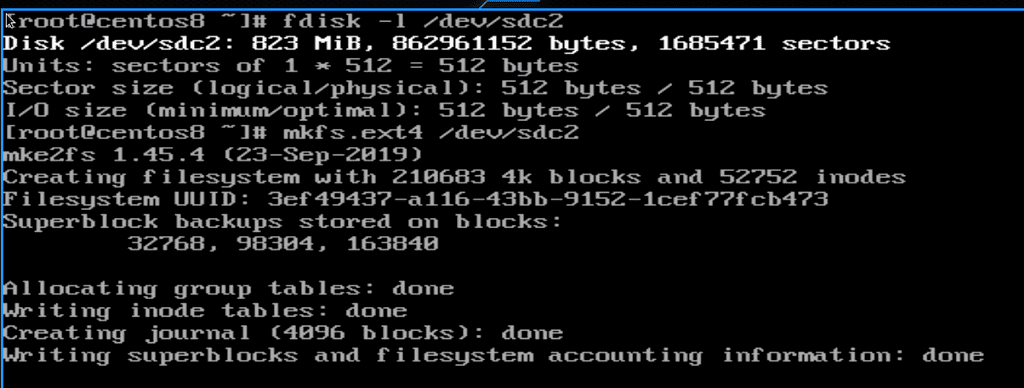 [root@centos8 ~]# fdisk -l /dev/sdc2
Disk /dev/sdc2: 823 MiB, 862961152 bytes, 1685471 sectors
Units: sectors of 1 * 512 = 512 bytes
Sector size (logical/physical): 512 bytes / 512 bytes
I/O size (minimum/optimal): 512 bytes / 512 bytes
[root@centos8 ~]# mkfs.ext4 /dev/sdc2
mke2fs 1.45.4 (23-Sep-2019)
Creating filesystem with 210683 4k blocks and 52752 inodes
Filesystem UUID: 3ef49437-a116-43bb-9152-1cef77fcb473
Superblock backups stored on blocks:
32768, 98304, 163840
Allocating group tables: done
Writing inode tables: done
Creating journal (4096 blocks): done
Writing superblocks and filesystem accounting information: done